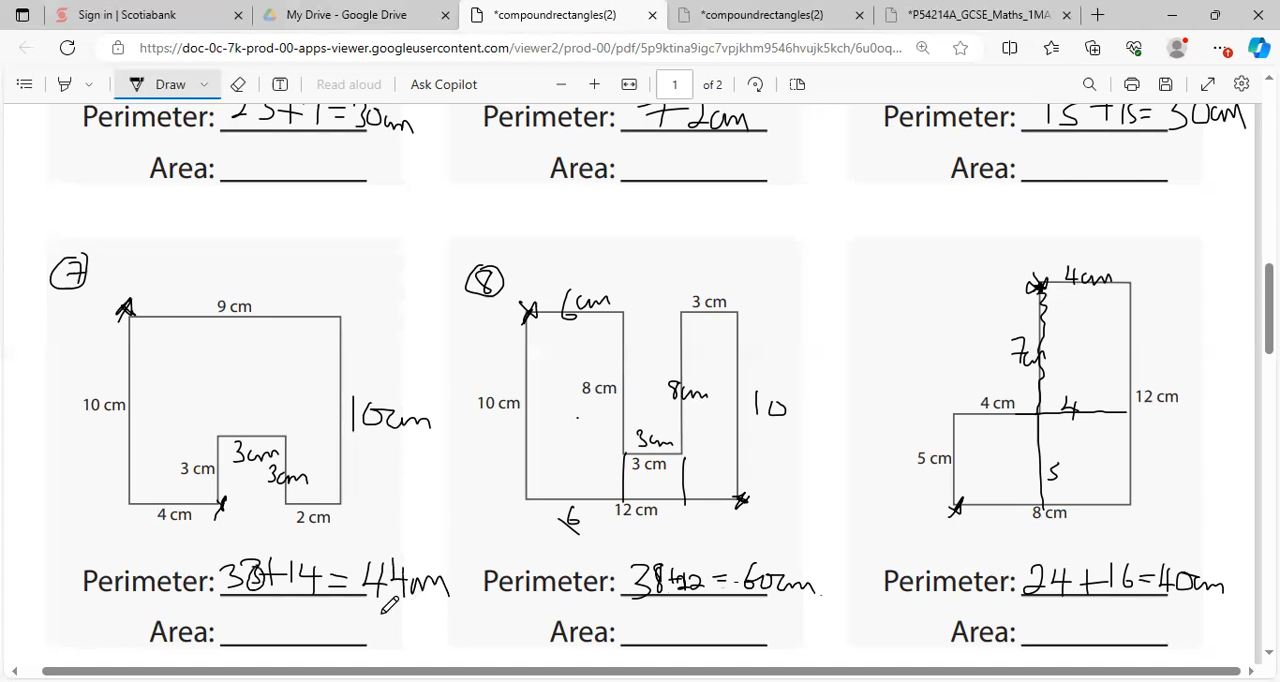 Sign in | Scotiabank
My Drive - Google Drive
*compoundrectangles(2)
*compoundrectangles(2)
*P54214A_GCSE_Maths_1MA
https://doc-0c-7k-prod-00-apps-viewer.googleusercontent.com/viewer2/prod-00/pdf/5p9ktina9igc7vpjkhm9546hvujk5kch/6u0oq...
Draw
Read aloud
Ask Copilot
1 of 2
Perimeter: 23+7=30cm
Perimeter: 72cm
Perimeter: 15+15=30cm
Area:
Area:
Area:
7
9 cm
10 cm
10cm
3cm
3 cm
3cm
4 cm
2 cm
Perimeter: +14=44cm
Area:
8
6cm
3 cm
10 cm
8 cm
8cm
10
3cm
3 cm
6
12 cm
Perimeter: =60cm
Area:
4cm
7cm
4 cm
4
12 cm
5 cm
5
8 cm
Perimeter: 24+16=40cm
Area: